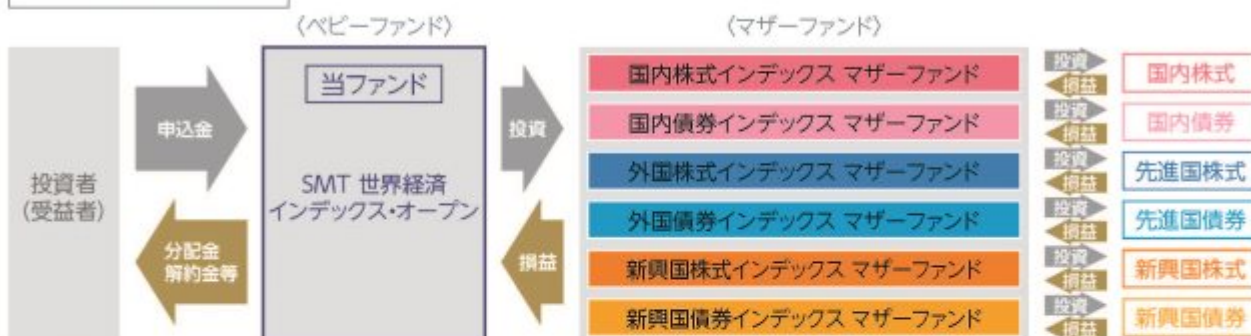 〈ベビーファンド〉
〈マザーファンド〉
投資者
(受益者)
申込金
分配金
解約金等
当ファンド
SMT 世界経済
インデックス・オープン
投資
損益
国内株式インデックス マザーファンド
投資
損益
国内株式
国内債券インデックス マザーファンド
投資
損益
国内債券
外国株式インデックス マザーファンド
投資
損益
先進国株式
外国債券インデックス マザーファンド
投資
損益
先進国債券
新興国株式インデックス マザーファンド
投資
損益
新興国株式
新興国債券インデックス マザーファンド
投資
損益
新興国債券